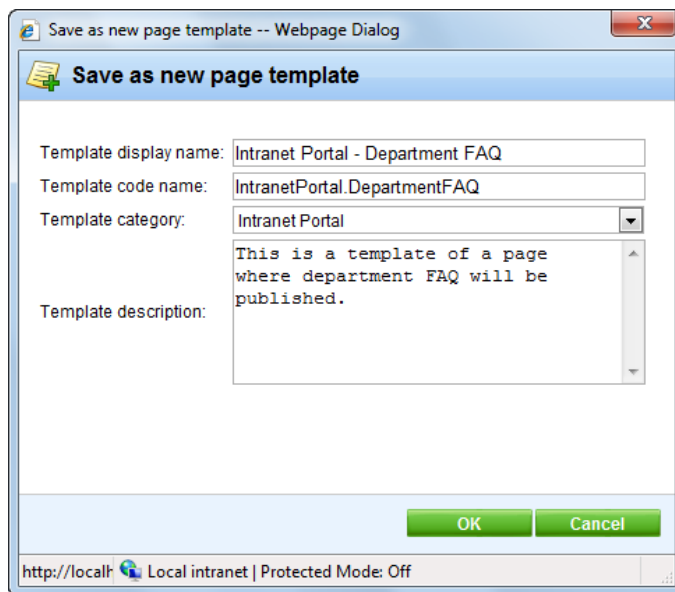 Save as new page template -- Webpage Dialog
Save as new page template
Template display name: Intranet Portal - Department FAQ
Template code name: IntranetPortal.DepartmentFAQ
Template category: Intranet Portal
This is a template of a page
where department FAQ will be
published.
Template description:
OK Cancel
http://localh Local intranet | Protected Mode: Off